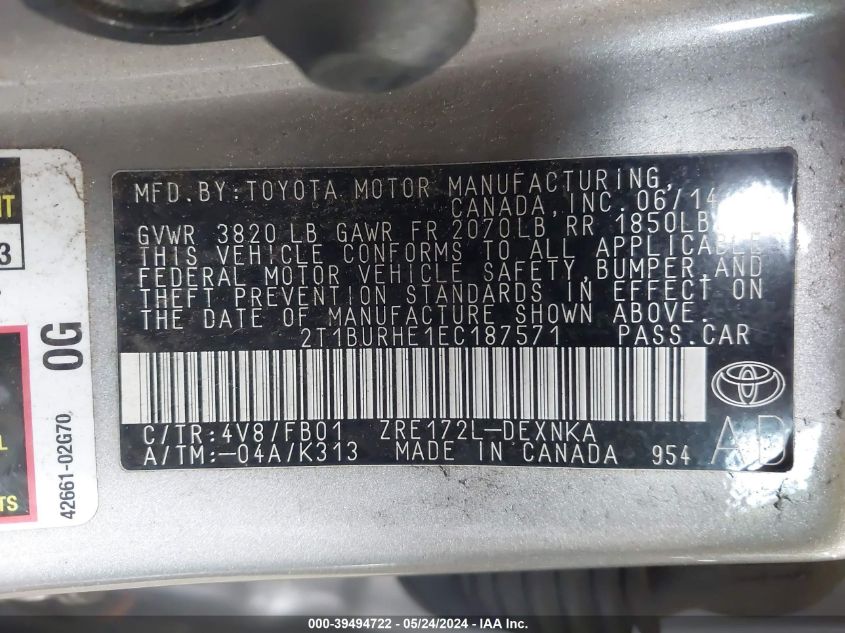 MFD.BY:TOYOTA MOTOR MANUFACTURING,
CANADA, INC. 06/14
GVWR 3820 LB GAWR FR 2070LB RR 1850LB
THIS VEHICLE CONFORMS TO ALL APPLICABLE
FEDERAL MOTOR VEHICLE SAFETY, BUMPER, AND
THEFT PREVENTION STANDARDS IN EFFECT ON
THE DATE OF MANUFACTURE SHOWN ABOVE.
2T1BURHE1EC187571 PASS.CAR
C/TR:4V8/FB01 ZRE172L-DEXNKA
A/TM:-04A/K313 MADE IN CANADA 954
AD
3
TS
0G
42661-02G70
000-39494722 - 05/24/2024 - IAA Inc.